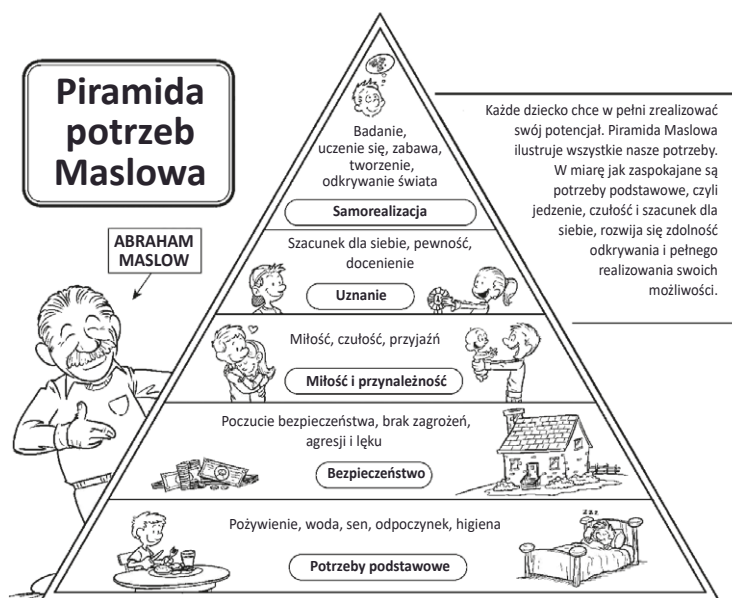 Piramida
potrzeb
Maslowa
ABRAHAM
MASLOW
Każde dziecko chce w pełni zrealizować
swój potencjał. Piramida Maslowa
ilustruje wszystkie nasze potrzeby.
W miarę jak zaspokajane są
potrzeby podstawowe, czyli
jedzenie, czułość i szacunek dla
siebie, rozwija się zdolność
odkrywania i pełnego
realizowania swoich
możliwości.
Badanie,
uczenie się, zabawa,
tworzenie,
odkrywanie świata
Samorealizacja
Szacunek dla siebie, pewność,
docenienie
Uznanie
Miłość, czułość, przyjaźń
Miłość i przynależność
Poczucie bezpieczeństwa, brak zagrożeń,
agresji i lęku
Bezpieczeństwo
Pożywienie, woda, sen, odpoczynek, higiena
zzz
Potrzeby podstawowe